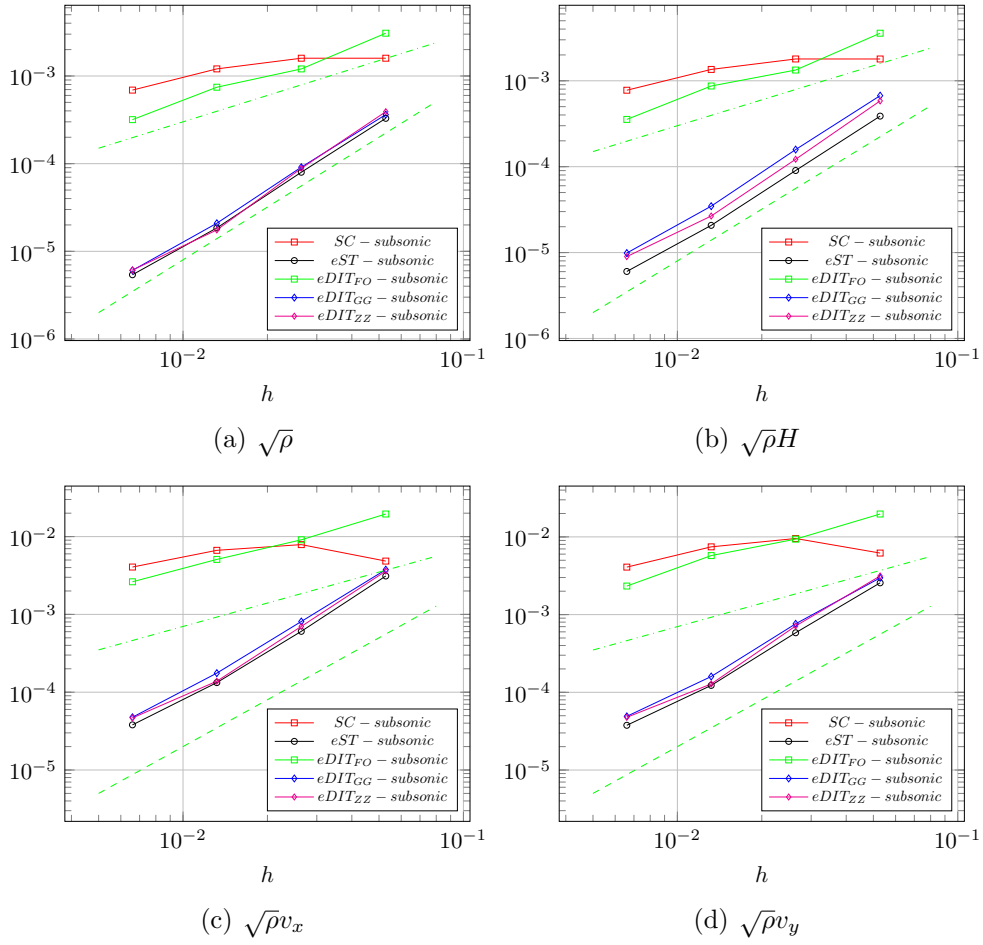 10⁻³
10⁻⁴
10⁻⁵
10⁻⁶
SC − subsonic
eST − subsonic
eDIT_FO − subsonic
eDIT_GG − subsonic
eDIT_ZZ − subsonic
10⁻² 10⁻¹
h
(a) √ρ
10⁻³
10⁻⁴
10⁻⁵
10⁻⁶
SC − subsonic
eST − subsonic
eDIT_FO − subsonic
eDIT_GG − subsonic
eDIT_ZZ − subsonic
10⁻² 10⁻¹
h
(b) √ρH
10⁻²
10⁻³
10⁻⁴
10⁻⁵
SC − subsonic
eST − subsonic
eDIT_FO − subsonic
eDIT_GG − subsonic
eDIT_ZZ − subsonic
10⁻² 10⁻¹
h
(c) √ρv_x
10⁻²
10⁻³
10⁻⁴
10⁻⁵
SC − subsonic
eST − subsonic
eDIT_FO − subsonic
eDIT_GG − subsonic
eDIT_ZZ − subsonic
10⁻² 10⁻¹
h
(d) √ρv_y